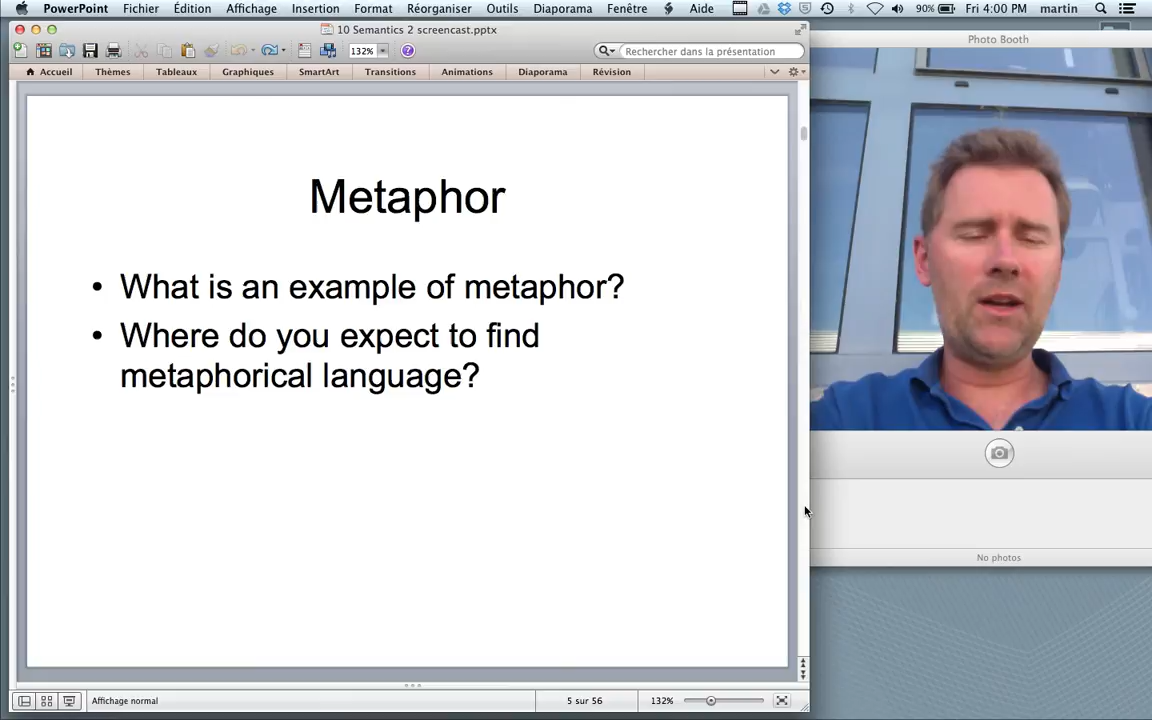 PowerPoint Fichier Édition Affichage Insertion Format Réorganiser Outils Diaporama Fenêtre Aide 90% Fri 4:00 PM martin
10 Semantics 2 screencast.pptx
Photo Booth
132%
Rechercher dans la présentation
Accueil Thèmes Tableaux Graphiques SmartArt Transitions Animations Diaporama Révision
Metaphor
• What is an example of metaphor?
• Where do you expect to find
metaphorical language?
No photos
Affichage normal 5 sur 56 132%